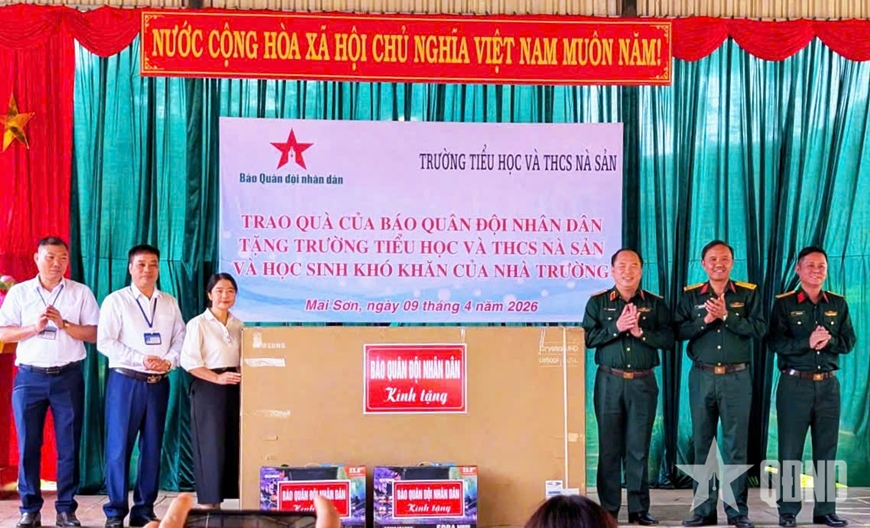 NƯỚC CỘNG HÒA XÃ HỘI CHỦ NGHĨA VIỆT NAM MUÔN NĂM!
Báo Quân đội nhân dân
TRƯỜNG TIỂU HỌC VÀ THCS NÀ SẢN
TRAO QUÀ CỦA BÁO QUÂN ĐỘI NHÂN DÂN
TẶNG TRƯỜNG TIỂU HỌC VÀ THCS NÀ SẢN
VÀ HỌC SINH KHÓ KHĂN CỦA NHÀ TRƯỜNG
Mai Sơn, ngày 09 tháng 4 năm 2026
SAMSUNG
Crystal UHD
BÁO QUÂN ĐỘI NHÂN DÂN
Kính tặng
BÁO QUÂN ĐỘI NHÂN DÂN
Kính tặng
BÁO QUÂN ĐỘI NHÂN DÂN
Kính tặng
QĐND